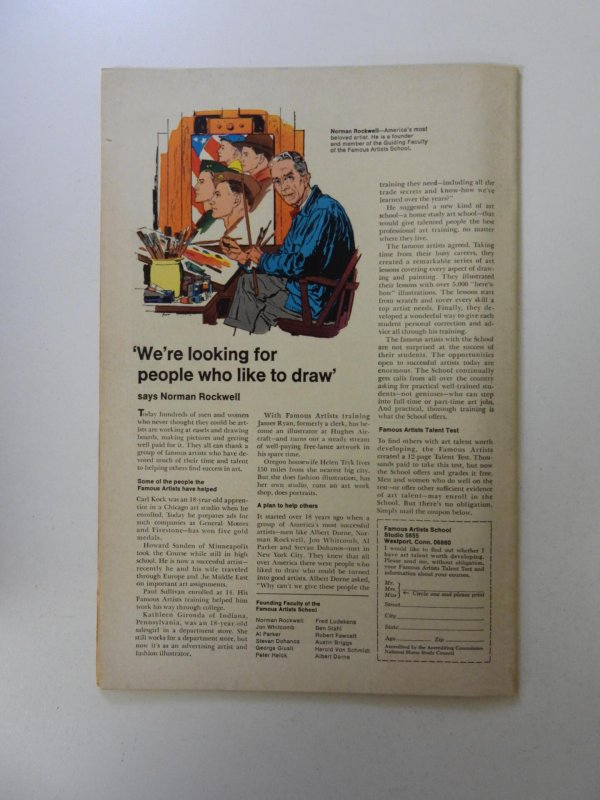 Norman Rockwell—America's most
beloved artist. He is a founder
and member of the Guiding Faculty
of the Famous Artists School.
'We're looking for
people who like to draw'
says Norman Rockwell
Today hundreds of men and women
who never thought they could be art-
ists are working at easels and drawing
boards, making pictures and getting
well paid for it. They all can thank a
group of famous artists who have de-
voted much of their time and talent
to helping others find success in art.
Some of the people the
Famous Artists have helped
Carl Kock was an 18-year-old appren-
tice in a Chicago art studio when he
enrolled. Today he prepares ads for
such companies as General Motors
and Firestone—has won five gold
medals.
Howard Sanden of Minneapolis
took the Course while still in high
school. He is now a successful artist—
recently he and his wife traveled
through Europe and the Middle East
on important art assignments.
Paul Sullivan enrolled at 14. His
Famous Artists training helped him
work his way through college.
Kathleen Gironda of Indiana,
Pennsylvania, was an 18-year-old
salesgirl in a department store. She
still works for a department store, but
now it's as an advertising artist and
fashion illustrator.
With Famous Artists training
James Ryan, formerly a clerk, has be-
come an illustrator at Hughes Air-
craft—and turns out a steady stream
of well-paying free-lance artwork in
his spare time.
Oregon housewife Helen Tryk lives
150 miles from the nearest big city.
But she does fashion illustration, has
her own studio, runs an art work
shop, does portraits.
A plan to help others
It started over 18 years ago when a
group of America's most successful
artists—men like Albert Dorne, Nor-
man Rockwell, Jon Whitcomb, Al
Parker and Stevan Dohanos—met in
New York City. They knew that all
over America there were people who
liked to draw who could be turned
into good artists. Albert Dorne asked,
"Why can't we give these people the
Founding Faculty of the
Famous Artists School
Norman Rockwell
Jon Whitcomb
Al Parker
Stevan Dohanos
George Giusti
Peter Helck
Fred Ludekens
Ben Stahl
Robert Fawcett
Austin Briggs
Harold Von Schmidt
Albert Dorne
training they need—including all the
trade secrets and know-how we've
learned over the years?"
He suggested a new kind of art
school—a home study art school—that
would give talented people the best
professional art training, no matter
where they live.
The famous artists agreed. Taking
time from their busy careers, they
created a remarkable series of art
lessons covering every aspect of draw-
ing and painting. They illustrated
their lessons with over 5,000 "here's-
how" illustrations. The lessons start
from scratch and cover every skill a
top artist needs. Finally, they de-
veloped a wonderful way to give each
student personal correction and ad-
vice all through his training.
The famous artists with the School
are not surprised at the success of
their students. The opportunities
open to successful artists today are
enormous. The School continually
gets calls from all over the country
asking for practical well-trained stu-
dents—not geniuses—who can step
into full-time or part-time art jobs.
And practical, thorough training is
what the School offers.
Famous Artists Talent Test
To find others with art talent worth
developing, the Famous Artists
created a 12-page Talent Test. Thou-
sands paid to take this test, but now
the School offers and grades it free.
Men and women who do well on the
test—or offer other sufficient evidence
of art talent—may enroll in the
School. But there's no obligation.
Simply mail the coupon below.
Famous Artists School
Studio 5655
Westport, Conn. 06880
I would like to find out whether I
have art talent worth developing.
Please send me, without obligation,
your Famous Artists Talent Test and
information about your courses.
Mr.
Mrs.
Miss
← Circle one and please print
Street
City
State
Age Zip
Accredited by the Accrediting Commission
National Home Study Council